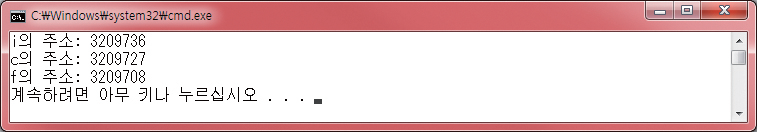 C:₩Windows₩system32₩cmd.exe
i의 주소: 3209736
c의 주소: 3209727
f의 주소: 3209708
계속하려면 아무 키나 누르십시오 . . .